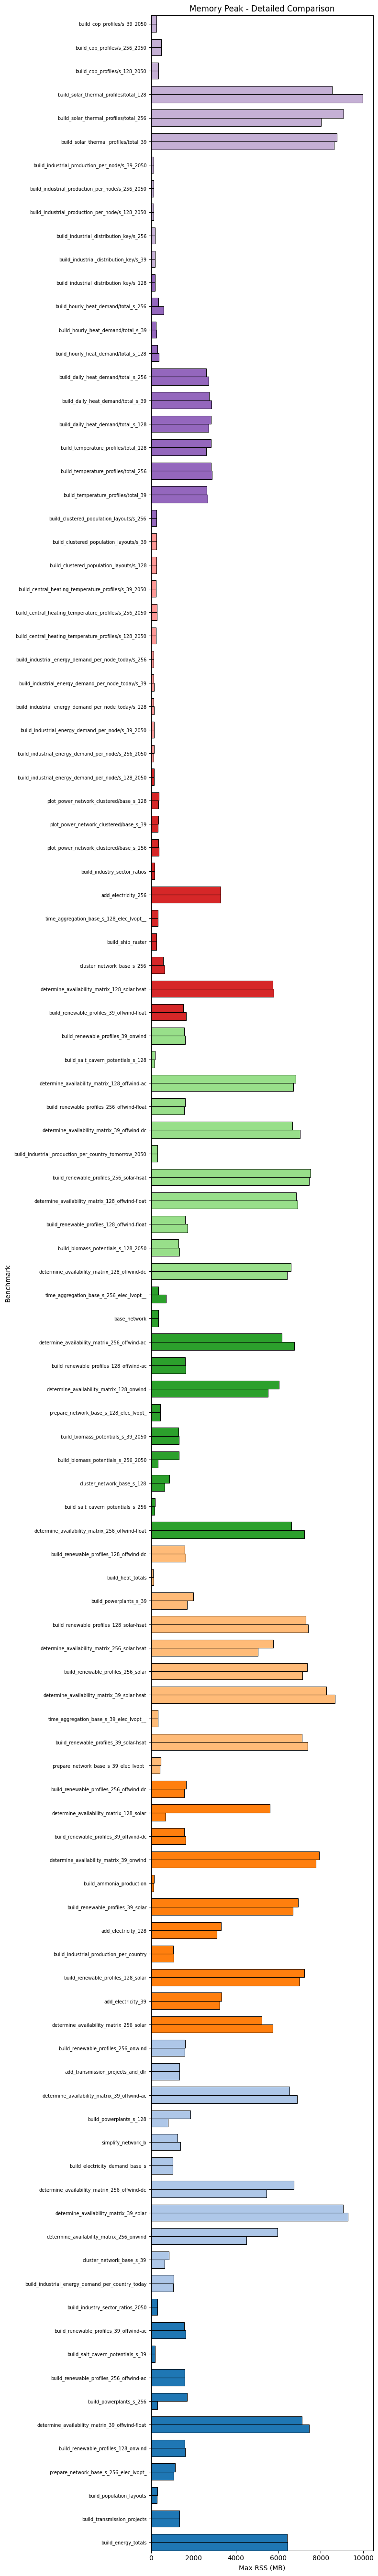 Memory Peak - Detailed Comparison
build_cop_profiles/s_39_2050
build_cop_profiles/s_256_2050
build_cop_profiles/s_128_2050
build_solar_thermal_profiles/total_128
build_solar_thermal_profiles/total_256
build_solar_thermal_profiles/total_39
build_industrial_production_per_node/s_39_2050
build_industrial_production_per_node/s_256_2050
build_industrial_production_per_node/s_128_2050
build_industrial_distribution_key/s_256
build_industrial_distribution_key/s_39
build_industrial_distribution_key/s_128
build_hourly_heat_demand/total_s_256
build_hourly_heat_demand/total_s_39
build_hourly_heat_demand/total_s_128
build_daily_heat_demand/total_s_256
build_daily_heat_demand/total_s_39
build_daily_heat_demand/total_s_128
build_temperature_profiles/total_128
build_temperature_profiles/total_256
build_temperature_profiles/total_39
build_clustered_population_layouts/s_256
build_clustered_population_layouts/s_39
build_clustered_population_layouts/s_128
build_central_heating_temperature_profiles/s_39_2050
build_central_heating_temperature_profiles/s_256_2050
build_central_heating_temperature_profiles/s_128_2050
build_industrial_energy_demand_per_node_today/s_256
build_industrial_energy_demand_per_node_today/s_39
build_industrial_energy_demand_per_node_today/s_128
build_industrial_energy_demand_per_node/s_39_2050
build_industrial_energy_demand_per_node/s_256_2050
build_industrial_energy_demand_per_node/s_128_2050
plot_power_network_clustered/base_s_128
plot_power_network_clustered/base_s_39
plot_power_network_clustered/base_s_256
build_industry_sector_ratios
add_electricity_256
time_aggregation_base_s_128_elec_lvopt__
build_ship_raster
cluster_network_base_s_256
determine_availability_matrix_128_solar-hsat
build_renewable_profiles_39_offwind-float
build_renewable_profiles_39_onwind
build_salt_cavern_potentials_s_128
determine_availability_matrix_128_offwind-ac
build_renewable_profiles_256_offwind-float
determine_availability_matrix_39_offwind-dc
build_industrial_production_per_country_tomorrow_2050
build_renewable_profiles_256_solar-hsat
determine_availability_matrix_128_offwind-float
build_renewable_profiles_128_offwind-float
build_biomass_potentials_s_128_2050
determine_availability_matrix_128_offwind-dc
time_aggregation_base_s_256_elec_lvopt__
base_network
determine_availability_matrix_256_offwind-ac
build_renewable_profiles_128_offwind-ac
determine_availability_matrix_128_onwind
prepare_network_base_s_128_elec_lvopt_
build_biomass_potentials_s_39_2050
build_biomass_potentials_s_256_2050
cluster_network_base_s_128
build_salt_cavern_potentials_s_256
determine_availability_matrix_256_offwind-float
build_renewable_profiles_128_offwind-dc
build_heat_totals
build_powerplants_s_39
build_renewable_profiles_128_solar-hsat
determine_availability_matrix_256_solar-hsat
build_renewable_profiles_256_solar
determine_availability_matrix_39_solar-hsat
time_aggregation_base_s_39_elec_lvopt__
build_renewable_profiles_39_solar-hsat
prepare_network_base_s_39_elec_lvopt_
build_renewable_profiles_256_offwind-dc
determine_availability_matrix_128_solar
build_renewable_profiles_39_offwind-dc
determine_availability_matrix_39_onwind
build_ammonia_production
build_renewable_profiles_39_solar
add_electricity_128
build_industrial_production_per_country
build_renewable_profiles_128_solar
add_electricity_39
determine_availability_matrix_256_solar
build_renewable_profiles_256_onwind
add_transmission_projects_and_dlr
determine_availability_matrix_39_offwind-ac
build_powerplants_s_128
simplify_network_b
build_electricity_demand_base_s
determine_availability_matrix_256_offwind-dc
determine_availability_matrix_39_solar
determine_availability_matrix_256_onwind
cluster_network_base_s_39
build_industrial_energy_demand_per_country_today
build_industry_sector_ratios_2050
build_renewable_profiles_39_offwind-ac
build_salt_cavern_potentials_s_39
build_renewable_profiles_256_offwind-ac
build_powerplants_s_256
determine_availability_matrix_39_offwind-float
build_renewable_profiles_128_onwind
prepare_network_base_s_256_elec_lvopt_
build_population_layouts
build_transmission_projects
build_energy_totals
Benchmark
0 2000 4000 6000 8000 10000
Max RSS (MB)